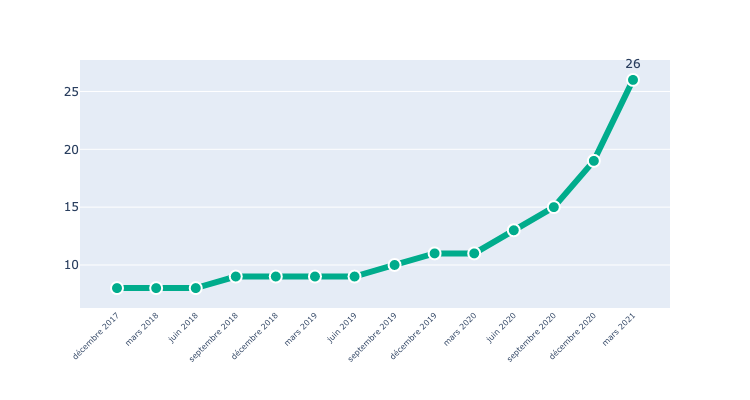 26
25
20
15
10
décembre 2017
mars 2018
juin 2018
septembre 2018
décembre 2018
mars 2019
juin 2019
septembre 2019
décembre 2019
mars 2020
juin 2020
septembre 2020
décembre 2020
mars 2021